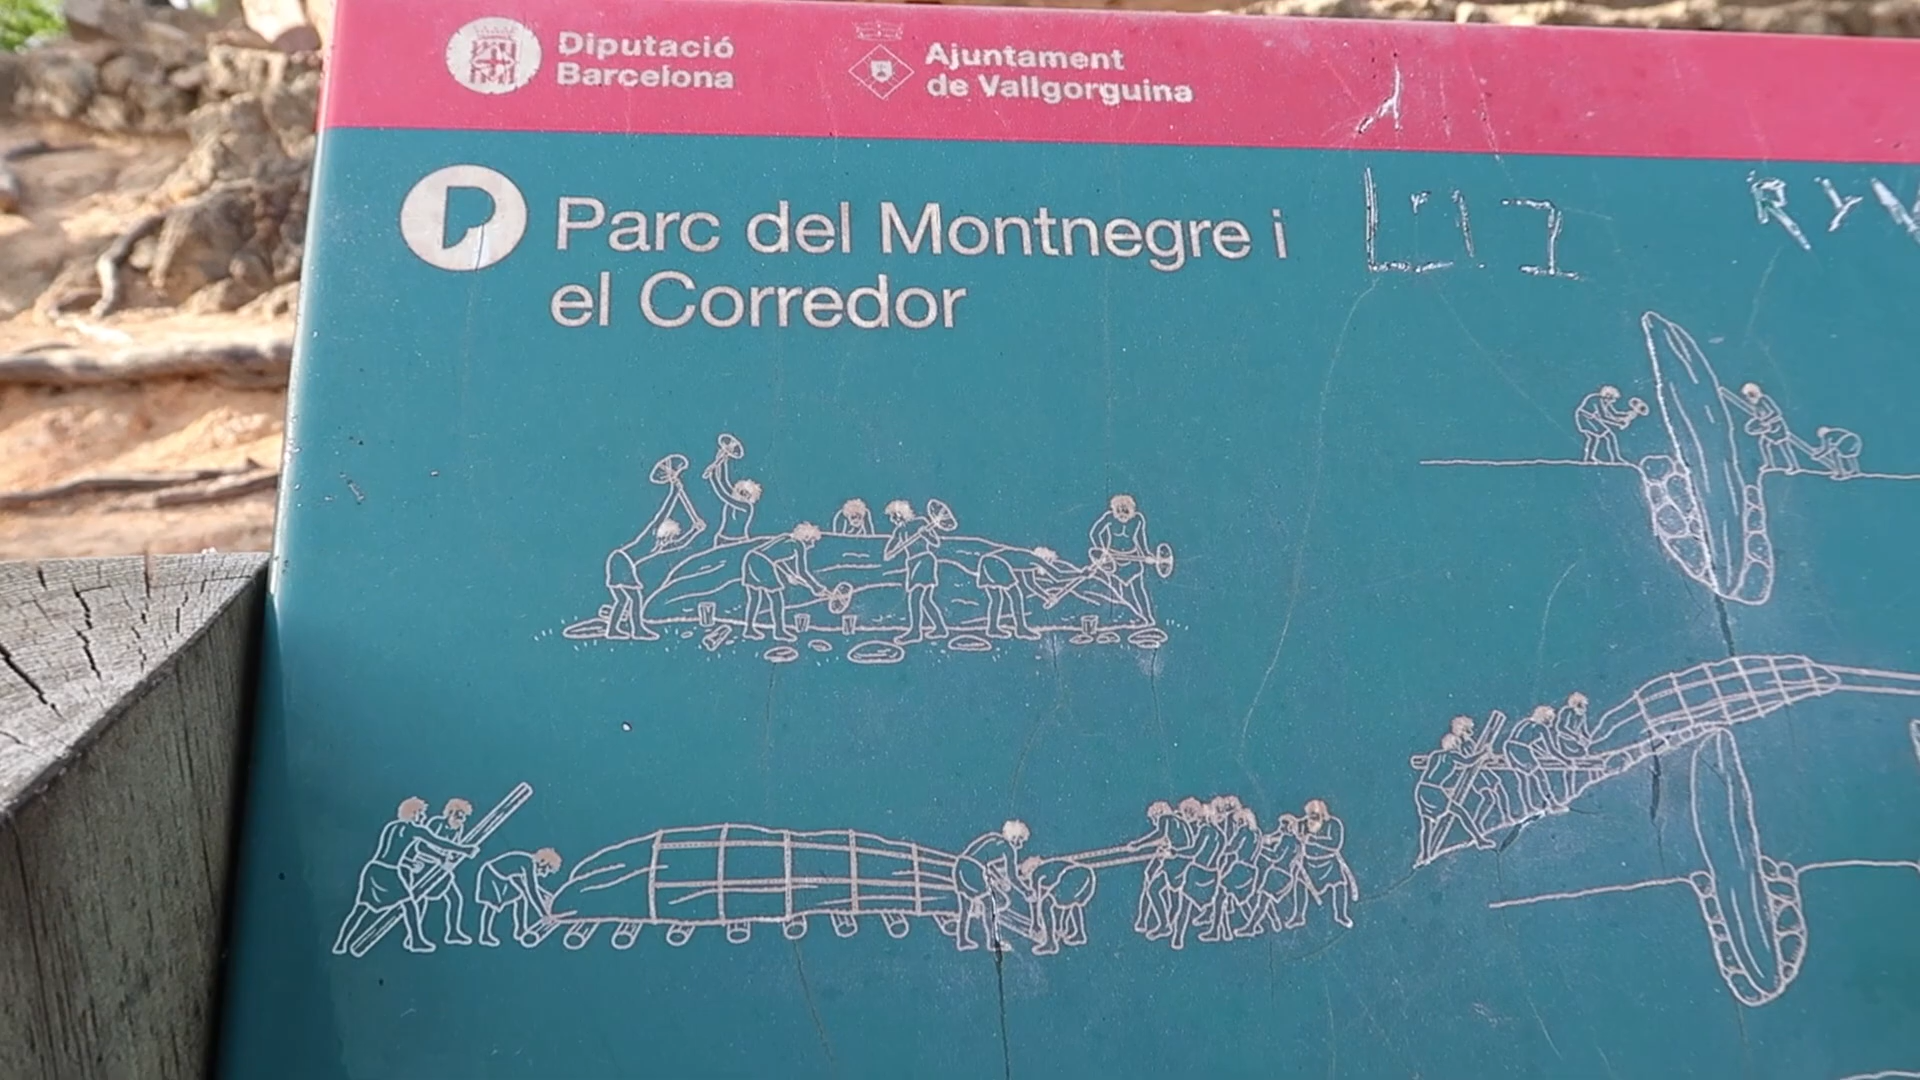 Diputació
Barcelona
Ajuntament
de Vallgorguina
Parc del Montnegre i
el Corredor